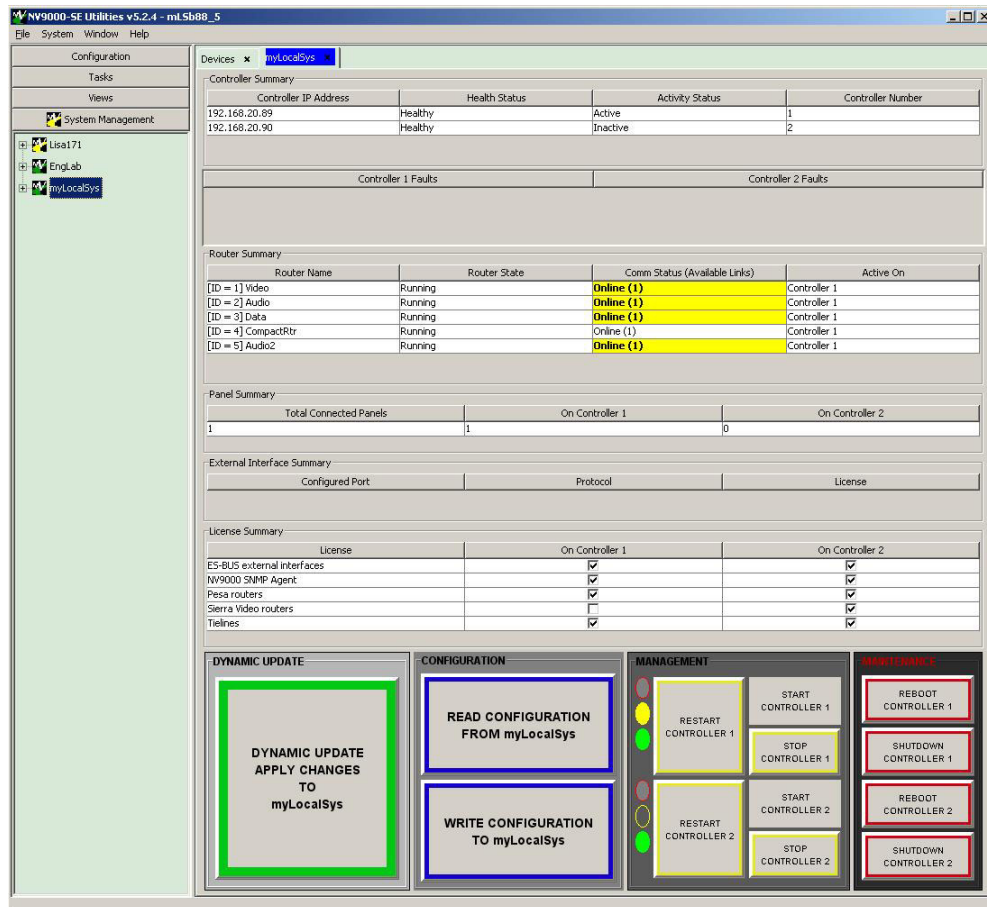 NV9000-SE Utilities v5.2.4 - mLSb88_5
File System Window Help
Configuration
Tasks
Views
System Management
Lisa171
EngLab
myLocalSys
Devices myLocalSys
Controller Summary
Controller IP Address Health Status Activity Status Controller Number
192.168.20.89 Healthy Active 1
192.168.20.90 Healthy Inactive 2
Controller 1 Faults Controller 2 Faults
Router Summary
Router Name Router State Comm Status (Available Links) Active On
[ID = 1] Video Running Online (1) Controller 1
[ID = 2] Audio Running Online (1) Controller 1
[ID = 3] Data Running Online (1) Controller 1
[ID = 4] CompactRtr Running Online (1) Controller 1
[ID = 5] Audio2 Running Online (1) Controller 1
Panel Summary
Total Connected Panels On Controller 1 On Controller 2
1 1 0
External Interface Summary
Configured Port Protocol License
License Summary
License On Controller 1 On Controller 2
ES-BUS external interfaces
NV9000 SNMP Agent
Pesa routers
Sierra Video routers
Tielines
DYNAMIC UPDATE
DYNAMIC UPDATE
APPLY CHANGES
TO
myLocalSys
CONFIGURATION
READ CONFIGURATION
FROM myLocalSys
WRITE CONFIGURATION
TO myLocalSys
MANAGEMENT
RESTART
CONTROLLER 1
START
CONTROLLER 1
STOP
CONTROLLER 1
RESTART
CONTROLLER 2
START
CONTROLLER 2
STOP
CONTROLLER 2
MAINTENANCE
REBOOT
CONTROLLER 1
SHUTDOWN
CONTROLLER 1
REBOOT
CONTROLLER 2
SHUTDOWN
CONTROLLER 2